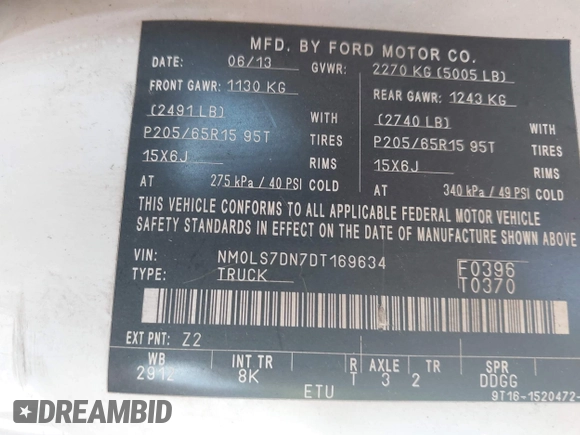 MFD. BY FORD MOTOR CO.
DATE: 06/13 GVWR: 2270 KG (5005 LB)
FRONT GAWR: 1130 KG REAR GAWR: 1243 KG
(2491 LB) WITH (2740 LB) WITH
P205/65R15 95T TIRES P205/65R15 95T TIRES
15X6J RIMS 15X6J RIMS
AT 275 kPa / 40 PSI COLD AT 340 kPa / 49 PSI COLD
THIS VEHICLE CONFORMS TO ALL APPLICABLE FEDERAL MOTOR VEHICLE
SAFETY STANDARDS IN EFFECT ON THE DATE OF MANUFACTURE SHOWN ABOVE
VIN: NM0LS7DN7DT169634 F0396
TYPE: TRUCK T0370
EXT PNT: Z2
WB INT TR R AXLE TR SPR
2912 8K T 3 2 DDGG
ETU 9T16-1520472-
DREAMBID
DREAMBID